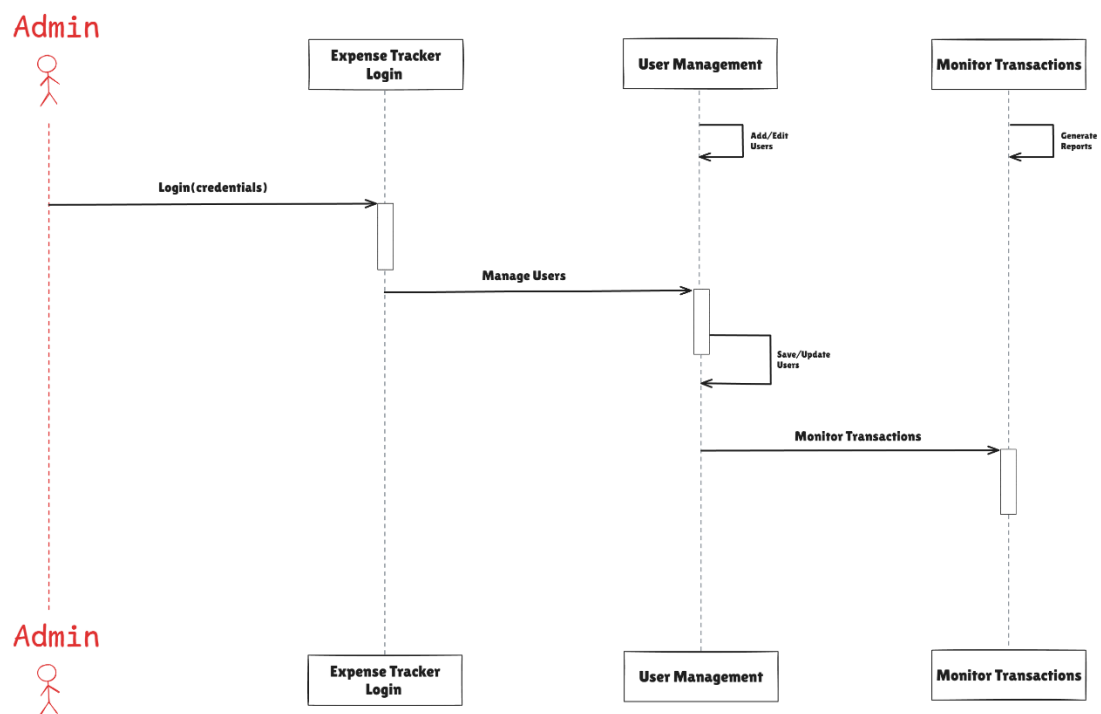 Admin
Expense Tracker
Login
User Management
Monitor Transactions
Add/Edit
Users
Generate
Reports
Login(credentials)
Manage Users
Save/Update
Users
Monitor Transactions
Admin
Expense Tracker
Login
User Management
Monitor Transactions